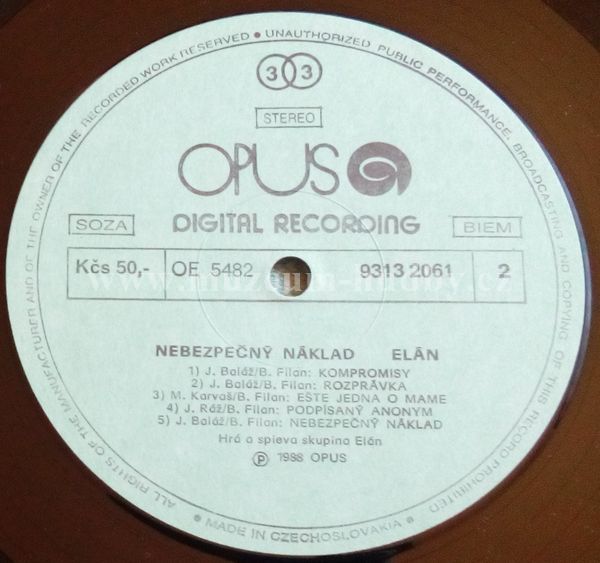 ALL RIGHTS OF THE MANUFACTURER AND OF THE OWNER OF THE RECORDED WORK RESERVED ● UNAUTHORIZED PUBLIC PERFORMANCE, BROADCASTING AND COPYING OF THIS RECORD PROHIBITED
33
STEREO
OPUS
SOZA DIGITAL RECORDING BIEM
Kčs 50,- OE 5482 9313 2061 2
www.muzeum-hudby.cz
NEBEZPEČNÝ NÁKLAD ELÁN
1) J. Baláž/B. Filan: KOMPROMISY
2) J. Baláž/B. Filan: ROZPRÁVKA
3) M. Karvaš/B. Filan: EŠTE JEDNA O MAME
4) J. Ráž/B. Filan: PODPÍSANÝ ANONYM
5) J. Baláž/B. Filan: NEBEZPEČNÝ NÁKLAD
Hrá a spieva skupina Elán
Ⓟ 1988 OPUS
● MADE IN CZECHOSLOVAKIA ●